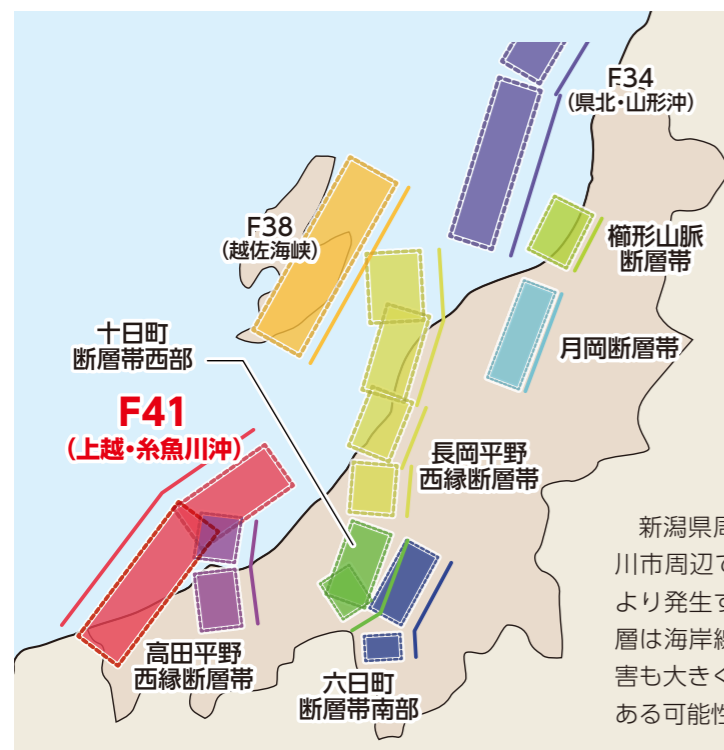 F34
（県北・山形沖）
F38
（越佐海峡）
櫛形山脈
断層帯
十日町
断層帯西部
月岡断層帯
F41
（上越・糸魚川沖）
長岡平野
西縁断層帯
高田平野
西縁断層帯
六日町
断層帯南部
新潟県周
川市周辺で
より発生す
層は海岸線
害も大きく
ある可能性